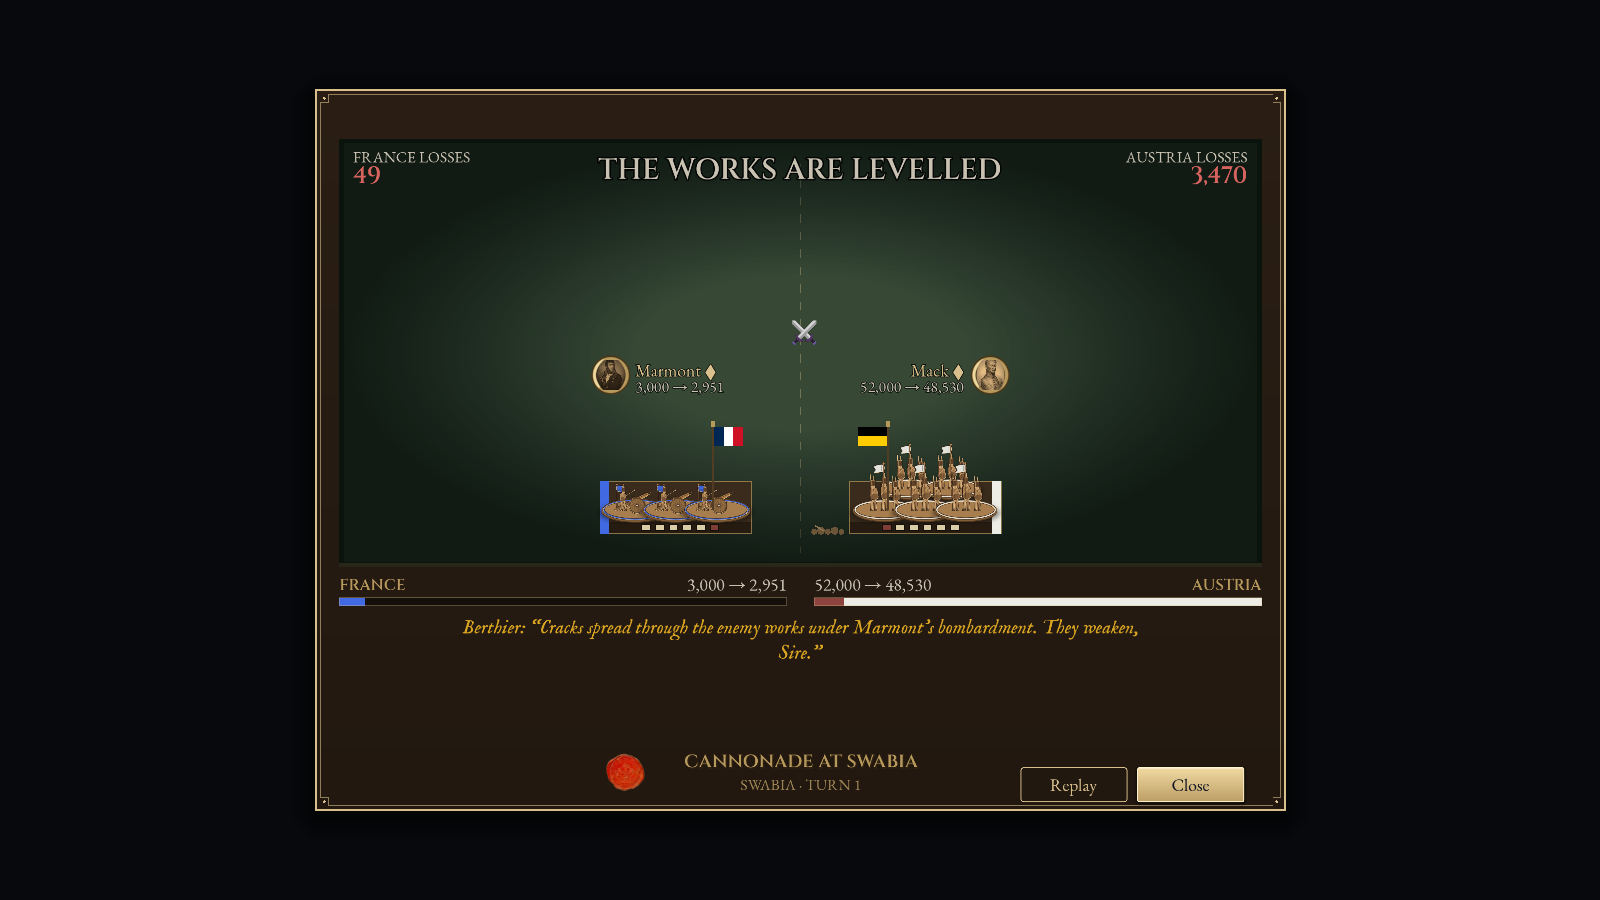 FRANCE LOSSES
49
THE WORKS ARE LEVELLED
AUSTRIA LOSSES
3,470
Marmont
3,000 → 2,951
Mack
52,000 → 48,530
FRANCE
3,000 → 2,951
52,000 → 48,530
AUSTRIA
Berthier: “Cracks spread through the enemy works under Marmont’s bombardment. They weaken,
Sire.”
CANNONADE AT SWABIA
SWABIA · TURN 1
Replay
Close